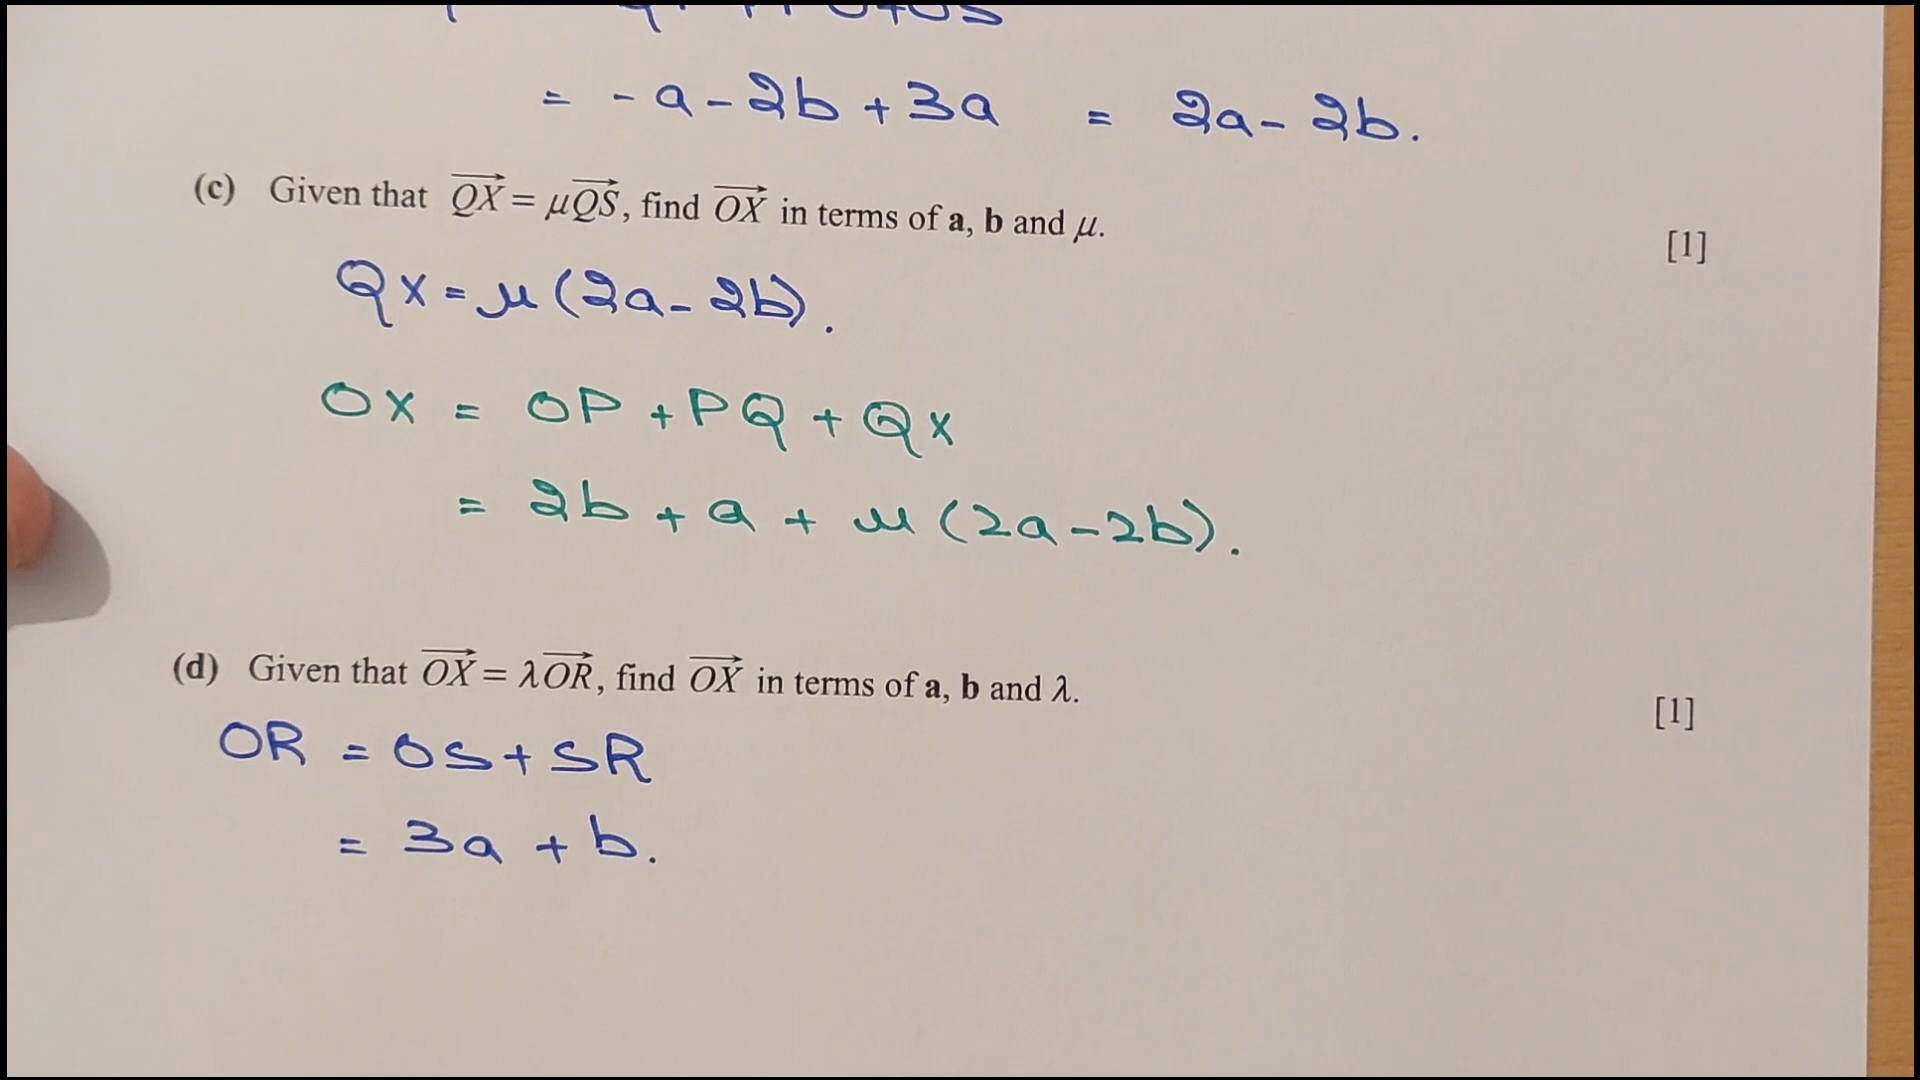 = - a - 2b + 3a = 2a - 2b.
(c) Given that \overrightarrow{QX} = μ\overrightarrow{QS}, find \overrightarrow{OX} in terms of a, b and μ.
[1]
QX = μ (2a - 2b).
OX = OP + PQ + QX
= 2b + a + μ (2a - 2b).
(d) Given that \overrightarrow{OX} = λ\overrightarrow{OR}, find \overrightarrow{OX} in terms of a, b and λ.
[1]
OR = OS + SR
= 3a + b.